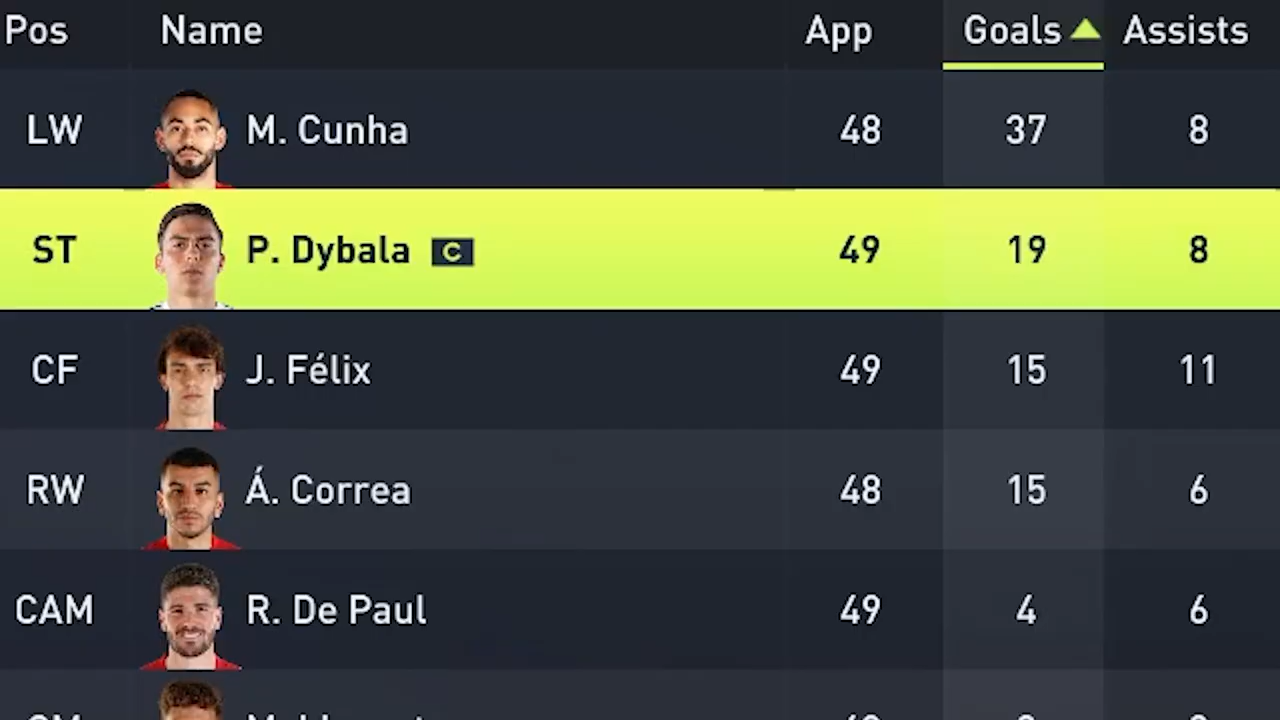 Pos Name App Goals Assists
LW M. Cunha 48 37 8
ST P. Dybala C 49 19 8
CF J. Félix 49 15 11
RW Á. Correa 48 15 6
CAM R. De Paul 49 4 6